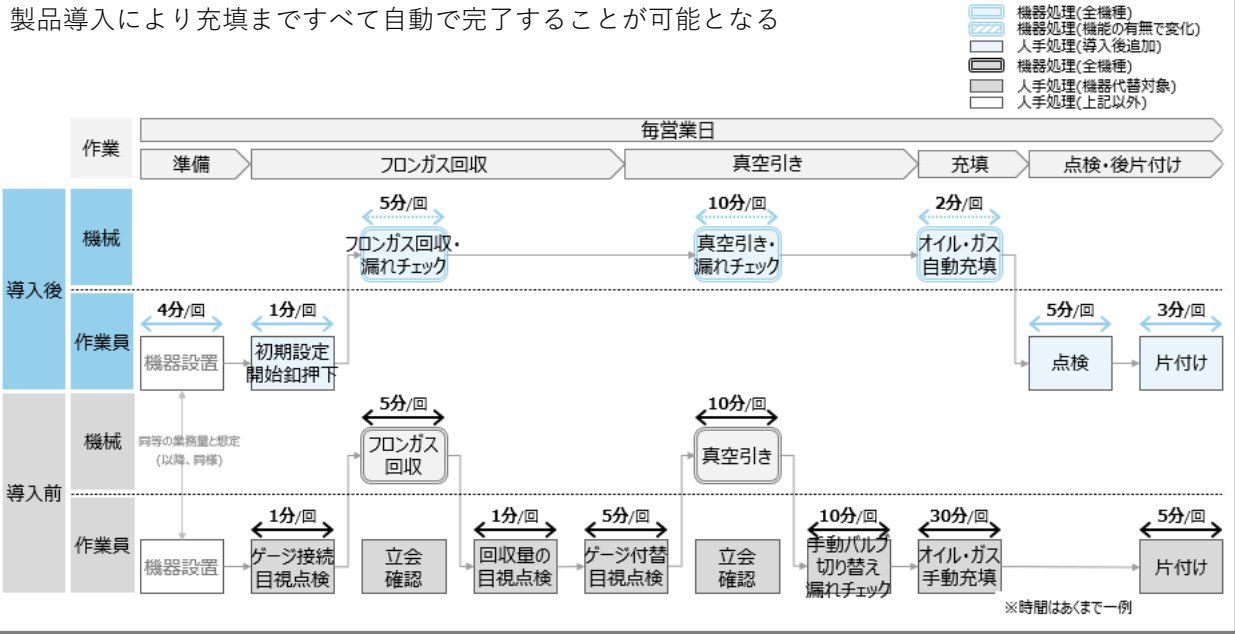 製品導入により充填まですべて自動で完了することが可能となる
機器処理(全機種)
機器処理(機能の有無で変化)
人手処理(導入後追加)
機器処理(全機種)
人手処理(機器代替対象)
人手処理(上記以外)
作業
毎営業日
準備
フロンガス回収
真空引き
充填
点検・後片付け
導入後
機械
5分/回
フロンガス回収・
漏れチェック
10分/回
真空引き・
漏れチェック
2分/回
オイル・ガス
自動充填
作業員
4分/回
機器設置
1分/回
初期設定
開始釦押下
5分/回
点検
3分/回
片付け
導入前
機械
同等の業務量と想定
(以降、同様)
5分/回
フロンガス
回収
10分/回
真空引き
作業員
機器設置
1分/回
ゲージ接続
目視点検
立会
確認
1分/回
回収量の
目視点検
5分/回
ゲージ付替
目視点検
立会
確認
10分/回
手動バルブ
切り替え
漏れチェック
30分/回
オイル・ガス
手動充填
5分/回
片付け
※時間はあくまで一例